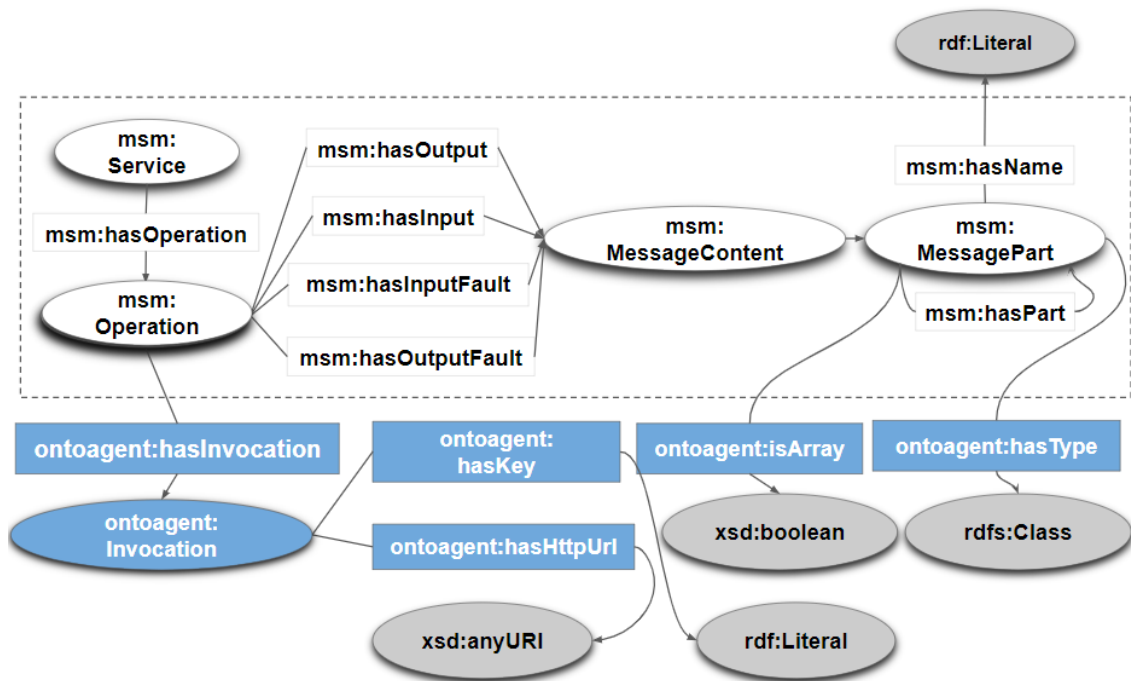 rdf:Literal
msm:
Service
msm:hasOutput
msm:hasName
msm:hasOperation
msm:hasInput
msm:
MessageContent
msm:
MessagePart
msm:
Operation
msm:hasInputFault
msm:hasPart
msm:hasOutputFault
ontoagent:hasInvocation
ontoagent:
hasKey
ontoagent:isArray
ontoagent:hasType
ontoagent:
Invocation
ontoagent:hasHttpUrl
xsd:boolean
rdfs:Class
xsd:anyURI
rdf:Literal